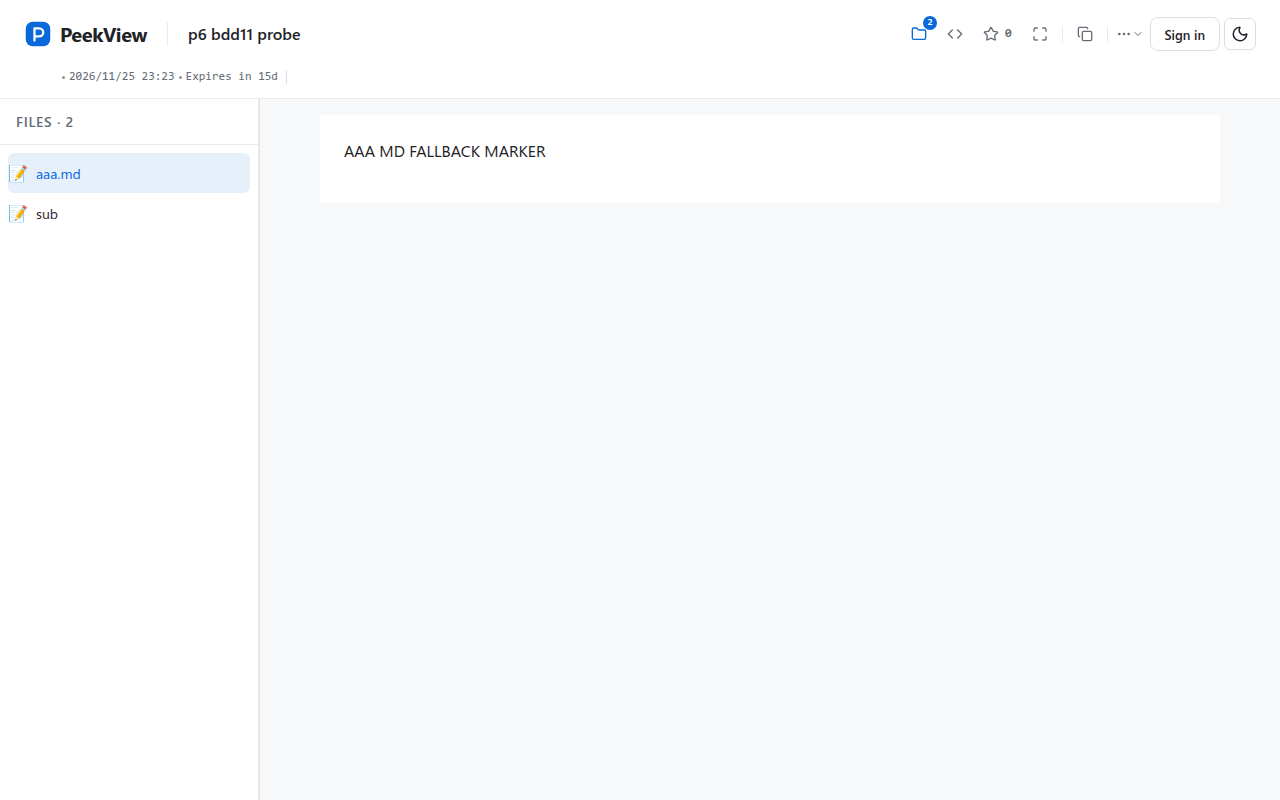 PeekView
p6 bdd11 probe
2
0
Sign in
• 2026/11/25 23:23 • Expires in 15d
FILES · 2
aaa.md
sub
AAA MD FALLBACK MARKER